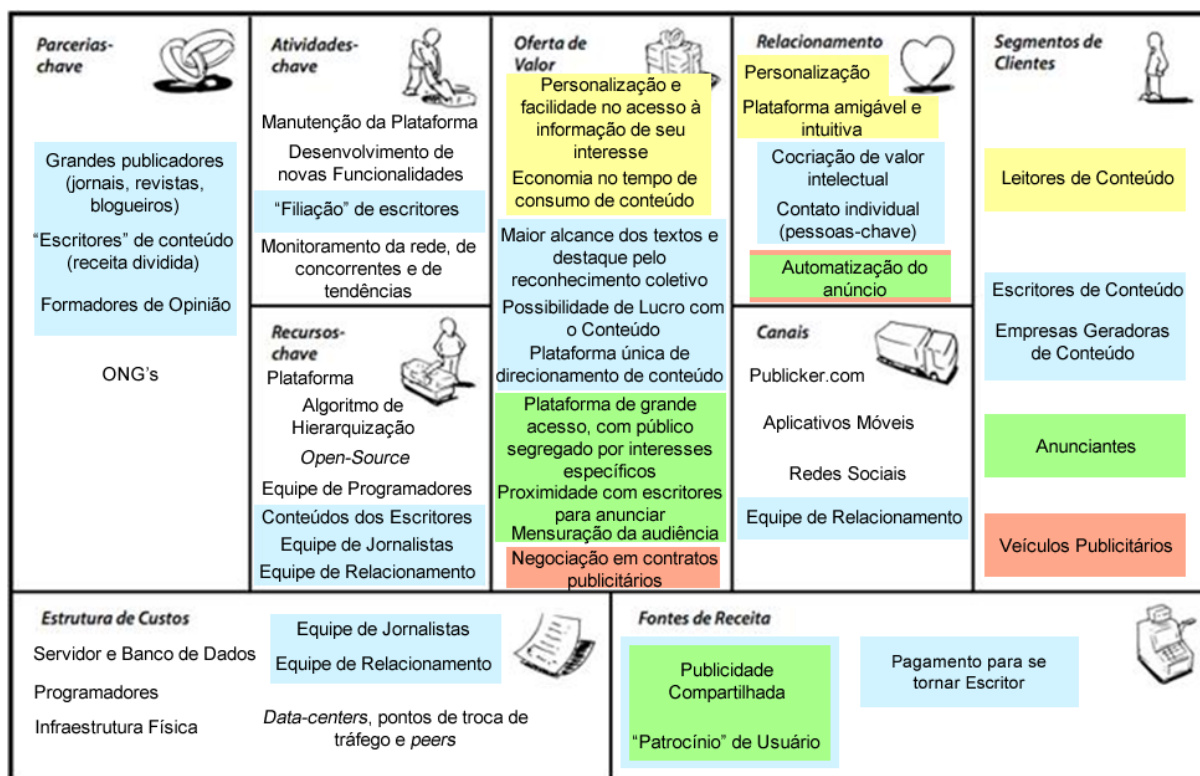 Parcerias-
chave
Grandes publicadores
(jornais, revistas,
blogueiros)
“Escritores” de conteúdo
(receita dividida)
Formadores de Opinião
ONG's
Atividades-
chave
Manutenção da Plataforma
Desenvolvimento de
novas Funcionalidades
“Filiação” de escritores
Monitoramento da rede, de
concorrentes e de
tendências
Recursos-
chave
Plataforma
Algoritmo de
Hierarquização
Open-Source
Equipe de Programadores
Conteúdos dos Escritores
Equipe de Jornalistas
Equipe de Relacionamento
Oferta de
Valor
Personalização e
facilidade no acesso à
informação de seu
interesse
Economia no tempo de
consumo de conteúdo
Maior alcance dos textos e
destaque pelo
reconhecimento coletivo
Possibilidade de Lucro com
o Conteúdo
Plataforma única de
direcionamento de conteúdo
Plataforma de grande
acesso, com público
segregado por interesses
específicos
Proximidade com escritores
para anunciar
Mensuração da audiência
Negociação em contratos
publicitários
Relacionamento
Personalização
Plataforma amigável e
intuitiva
Cocriação de valor
intelectual
Contato individual
(pessoas-chave)
Automatização do
anúncio
Canais
Publicker.com
Aplicativos Móveis
Redes Sociais
Equipe de Relacionamento
Segmentos de
Clientes
Leitores de Conteúdo
Escritores de Conteúdo
Empresas Geradoras
de Conteúdo
Anunciantes
Veículos Publicitários
Estrutura de Custos
Servidor e Banco de Dados
Programadores
Infraestrutura Física
Equipe de Jornalistas
Equipe de Relacionamento
Data-centers, pontos de troca de
tráfego e peers
Fontes de Receita
Publicidade
Compartilhada
“Patrocínio” de Usuário
Pagamento para se
tornar Escritor